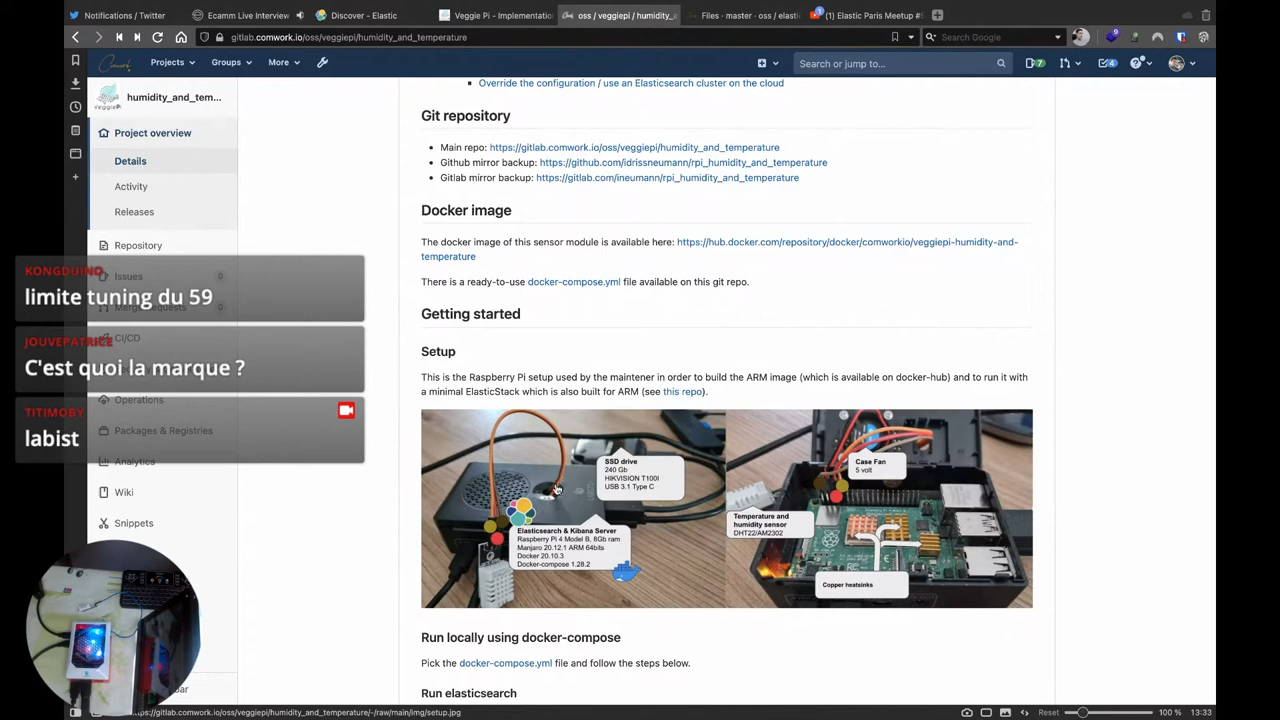 Notifications / Twitter
Ecamm Live Interview
Discover - Elastic
Veggie Pi - Implementatio
oss / veggiepi / humidity_
Files · master · oss / elasti
(1) Elastic Paris Meetup #
gitlab.comwork.io/oss/veggiepi/humidity_and_temperature
Search Google
Comwork
Projects
Groups
More
Search or jump to...
7
4
humidity_and_tem...
veggiepi
Project overview
Details
Activity
Releases
Repository
Issues
0
Merge Requests
0
CI/CD
Operations
Packages & Registries
Analytics
Wiki
Snippets
KONGDUINO
limite tuning du 59
JOUVEPATRICE
C'est quoi la marque ?
TITIMOBY
labist
Override the configuration / use an Elasticsearch cluster on the cloud
Git repository
Main repo: https://gitlab.comwork.io/oss/veggiepi/humidity_and_temperature
Github mirror backup: https://github.com/idrissneumann/rpi_humidity_and_temperature
Gitlab mirror backup: https://gitlab.com/ineumann/rpi_humidity_and_temperature
Docker image
The docker image of this sensor module is available here: https://hub.docker.com/repository/docker/comworkio/veggiepi-humidity-and-
temperature
There is a ready-to-use docker-compose.yml file available on this git repo.
Getting started
Setup
This is the Raspberry Pi setup used by the maintener in order to build the ARM image (which is available on docker-hub) and to run it with
a minimal ElasticStack which is also built for ARM (see this repo).
SSD drive
240 Gb
HIKVISION T100I
USB 3.1 Type C
Elasticsearch & Kibana Server
Raspberry Pi 4 Model B, 8Gb ram
Manjaro 20.12.1 ARM 64bits
Docker 20.10.3
Docker-compose 1.28.2
Case Fan
5 volt
Temperature and
humidity sensor
DHT22/AM2302
Copper heatsinks
Run locally using docker-compose
Pick the docker-compose.yml file and follow the steps below.
Run elasticsearch
https://gitlab.comwork.io/oss/veggiepi/humidity_and_temperature/-/raw/main/img/setup.jpg
Reset
100 %
13:33